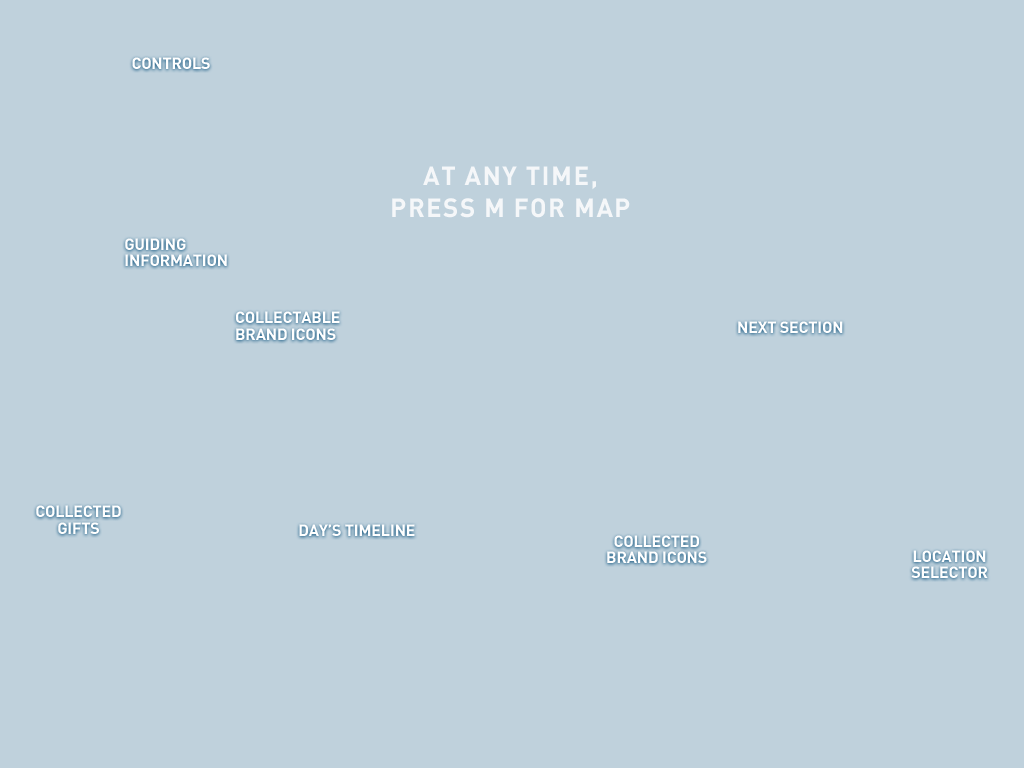 CONTROLS
AT ANY TIME,
PRESS M FOR MAP
GUIDING
INFORMATION
COLLECTABLE
BRAND ICONS
NEXT SECTION
COLLECTED
GIFTS
DAY'S TIMELINE
COLLECTED
BRAND ICONS
LOCATION
SELECTOR